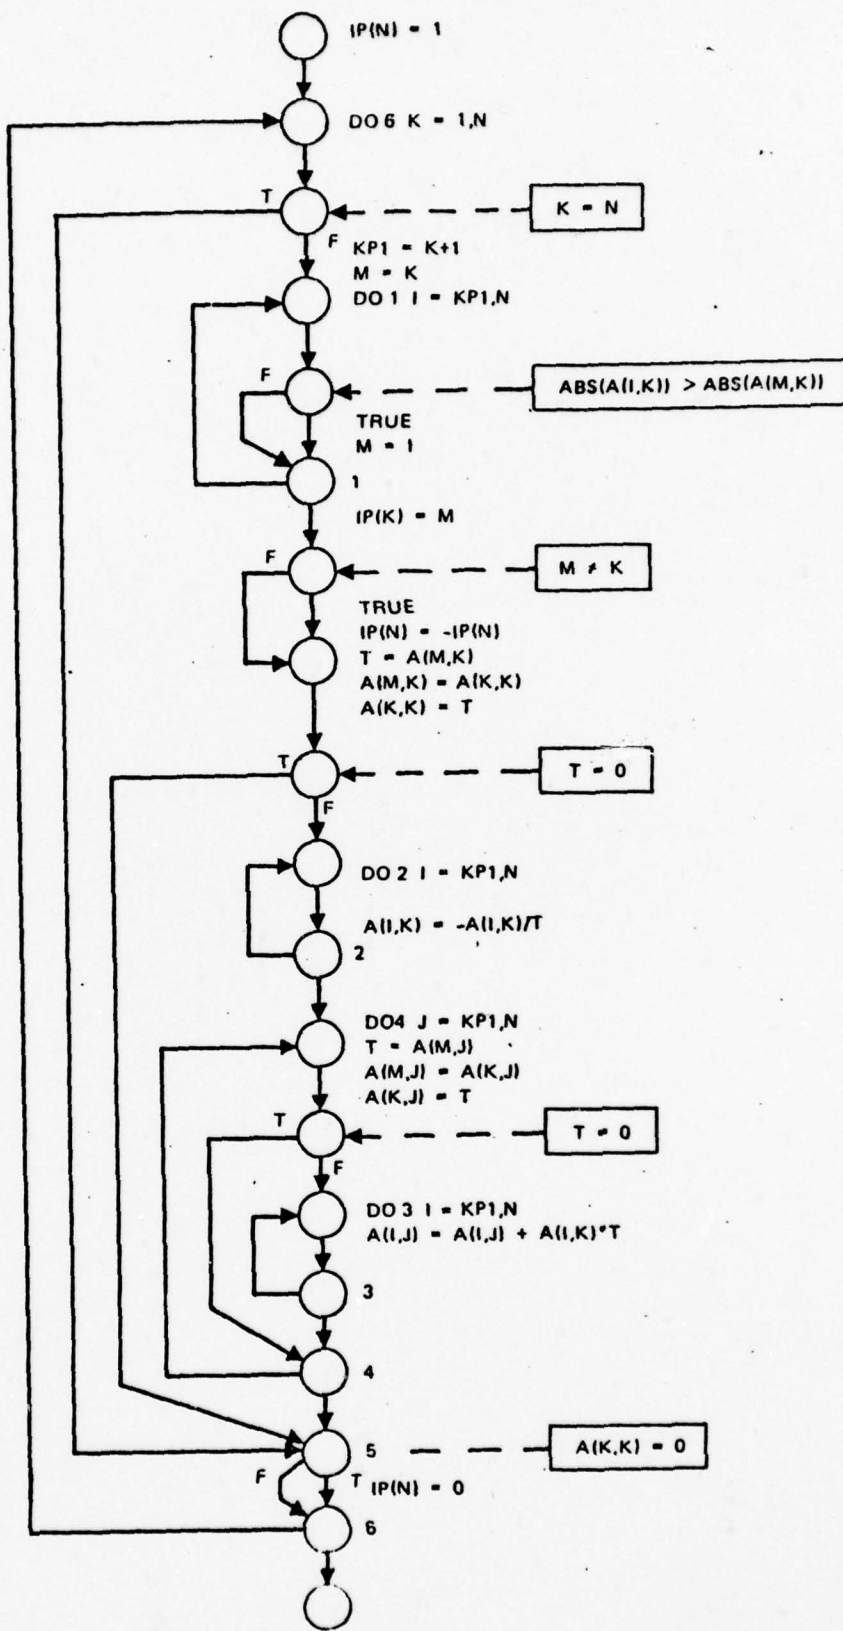 IP(N) = 1
DO 6 K = 1,N
T
K = N
F
KP1 = K+1
M = K
DO 1 I = KP1,N
F
ABS(A(I,K)) > ABS(A(M,K))
TRUE
M = I
1
IP(K) = M
F
M ≠ K
TRUE
IP(N) = -IP(N)
T = A(M,K)
A(M,K) = A(K,K)
A(K,K) = T
T
T = 0
F
DO 2 I = KP1,N
A(I,K) = -A(I,K)/T
2
DO4 J = KP1,N
T = A(M,J)
A(M,J) = A(K,J)
A(K,J) = T
T
T = 0
F
DO 3 I = KP1,N
A(I,J) = A(I,J) + A(I,K)*T
3
4
5
A(K,K) = 0
F
T
IP(N) = 0
6